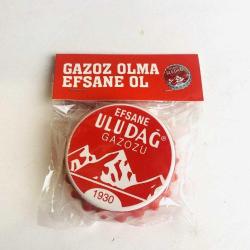 GAZOZ OLMA
EFSANE OL
EFSANE
ULUDAĞ®
GAZOZU
1930